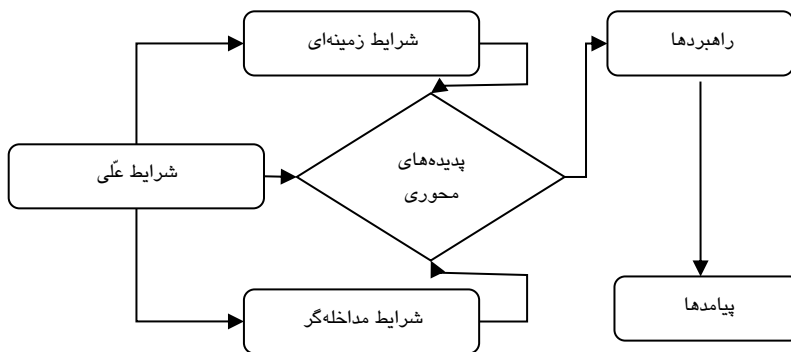 شرایط زمینه‌ای
راهبردها
پدیده‌های
محوری
شرایط علّی
شرایط مداخله‌گر
پیامدها